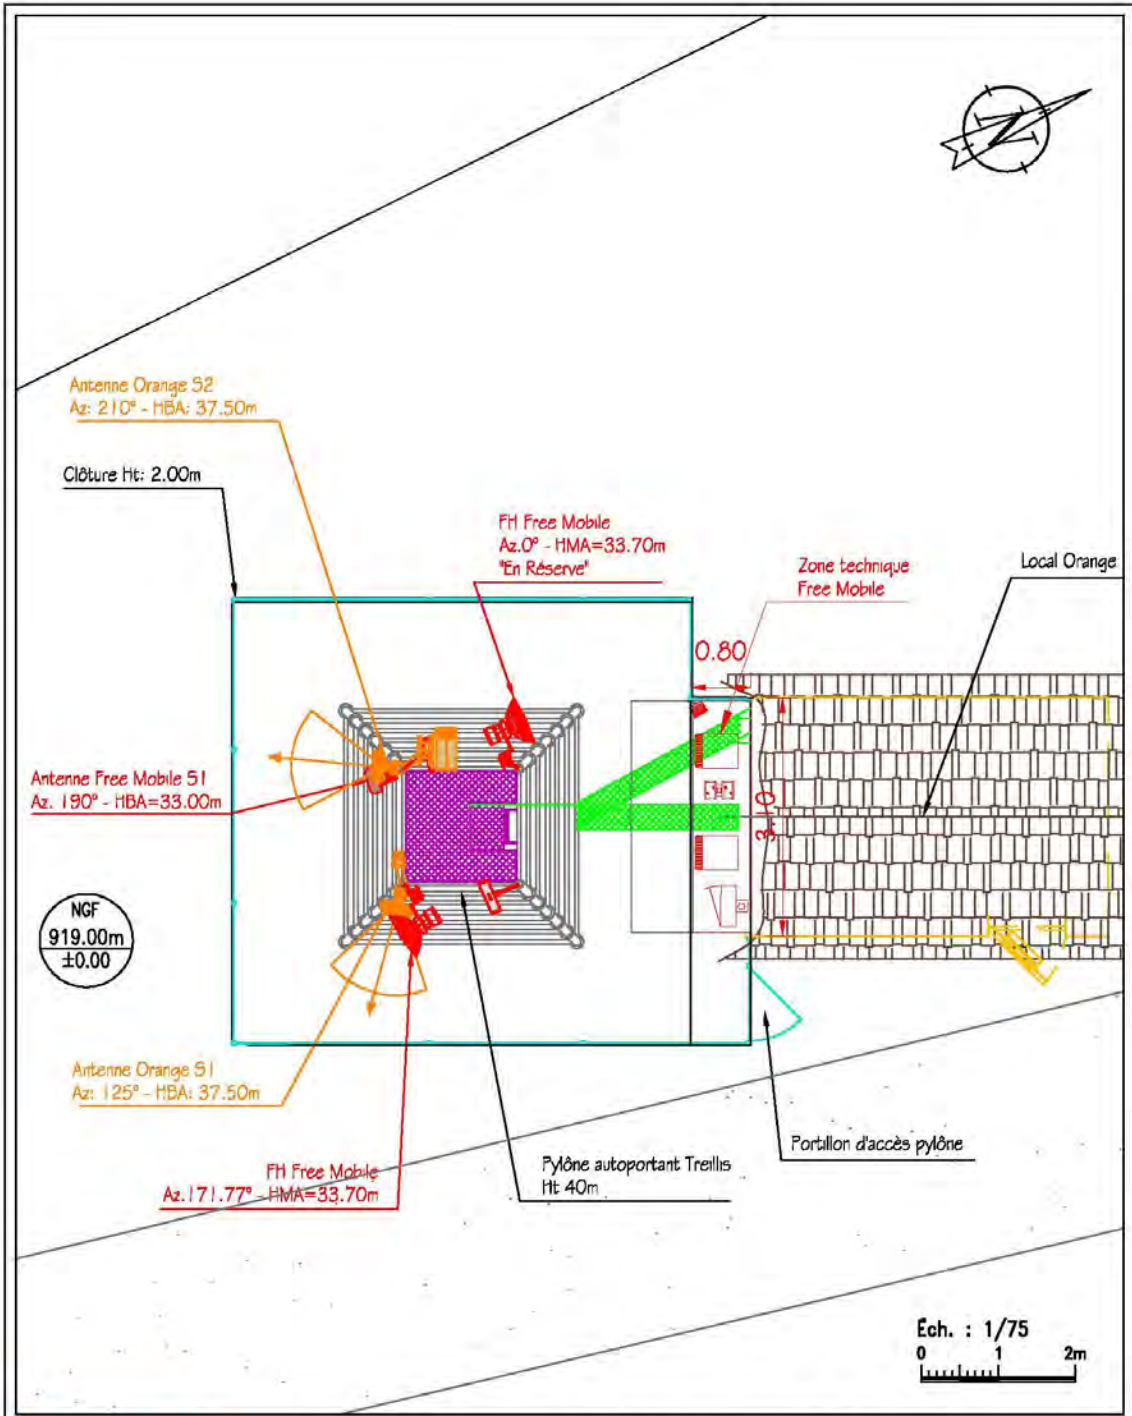 N
Antenne Orange S2
Az: 210° - HBA: 37.50m
Clôture Ht: 2.00m
FH Free Mobile
Az.0° - HMA=33.70m
"En Réserve"
Zone technique
Free Mobile
Local Orange
0.80
Antenne Free Mobile S1
Az. 190° - HBA=33.00m
3.10
NGF
919.00m
±0.00
Antenne Orange S1
Az: 125° - HBA: 37.50m
FH Free Mobile
Az.171.77° - HMA=33.70m
Pylône autoportant Treillis
Ht 40m
Portillon d'accès pylône
Éch. : 1/75
0 1 2m